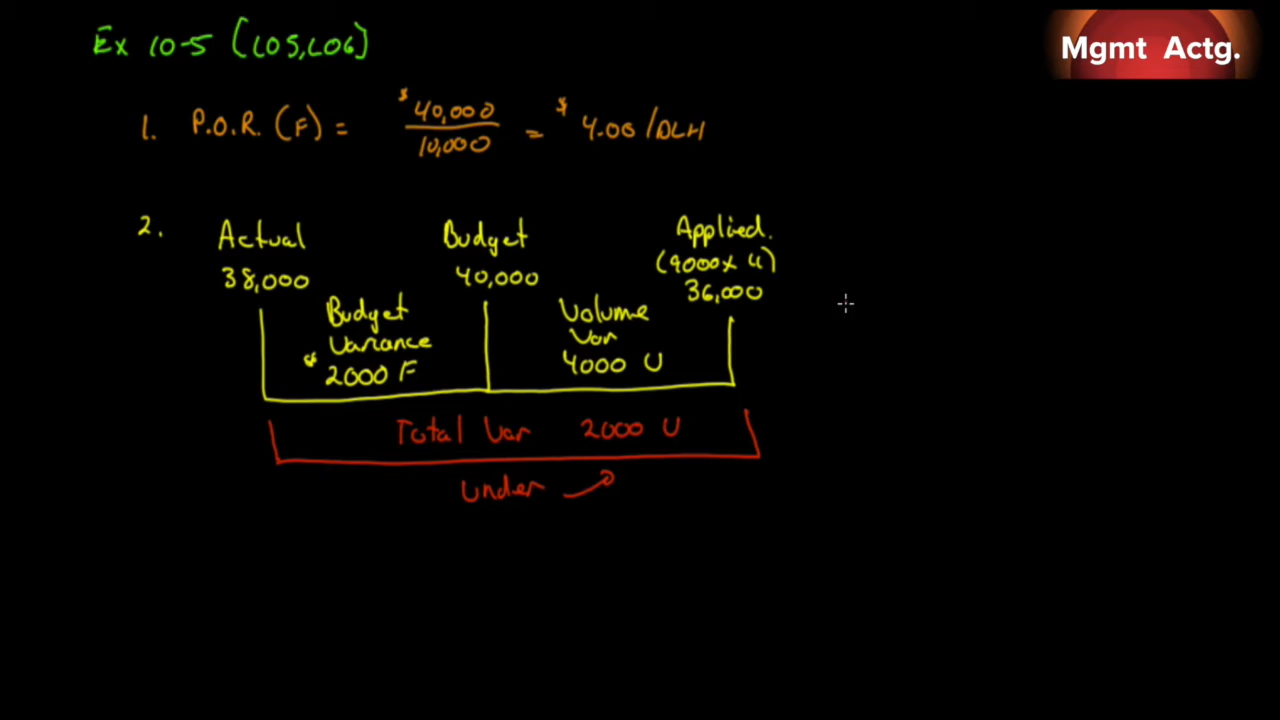 Ex 10-5 (LO5, LO6)
Mgmt Actg.
1. P.O.R. (F) = $40,000 / 10,000 = $4.00 /DLH
2. Actual Budget Applied.
(9000 x 4)
38,000 40,000 36,000
Budget Volume
Variance Var
$2000 F 4000 U
Total Var 2000 U
Under